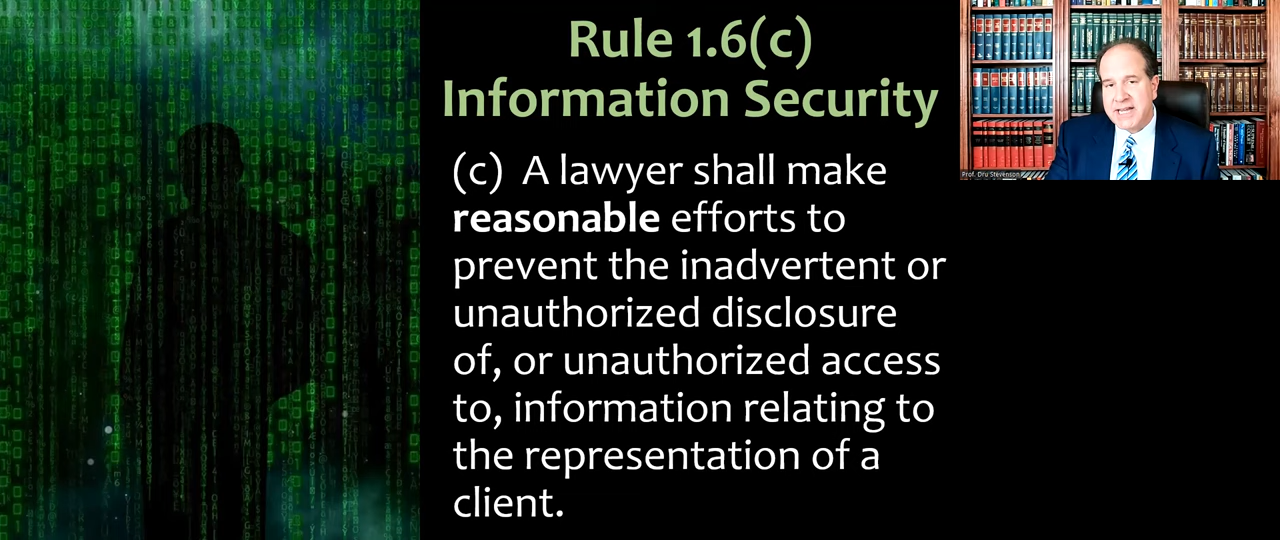 Rule 1.6(c)
Information Security
(c) A lawyer shall make
reasonable efforts to
prevent the inadvertent or
unauthorized disclosure
of, or unauthorized access
to, information relating to
the representation of a
client.
Prof. Dru Stevenson